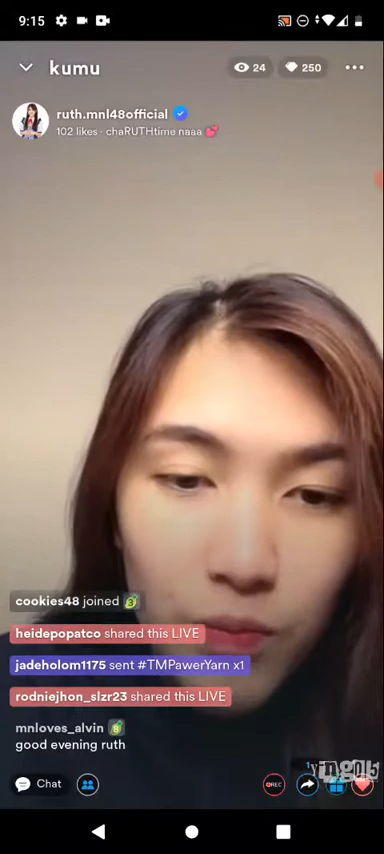 9:15
kumu
24
250
ruth.mnl48official
102 likes · chaRUTHtime naaa 💕
cookies48 joined
heidepopatco shared this LIVE
jadeholom1175 sent #TMPawerYarn x1
rodniejhon_slzr23 shared this LIVE
mnloves_alvin
good evening ruth
Chat
REC